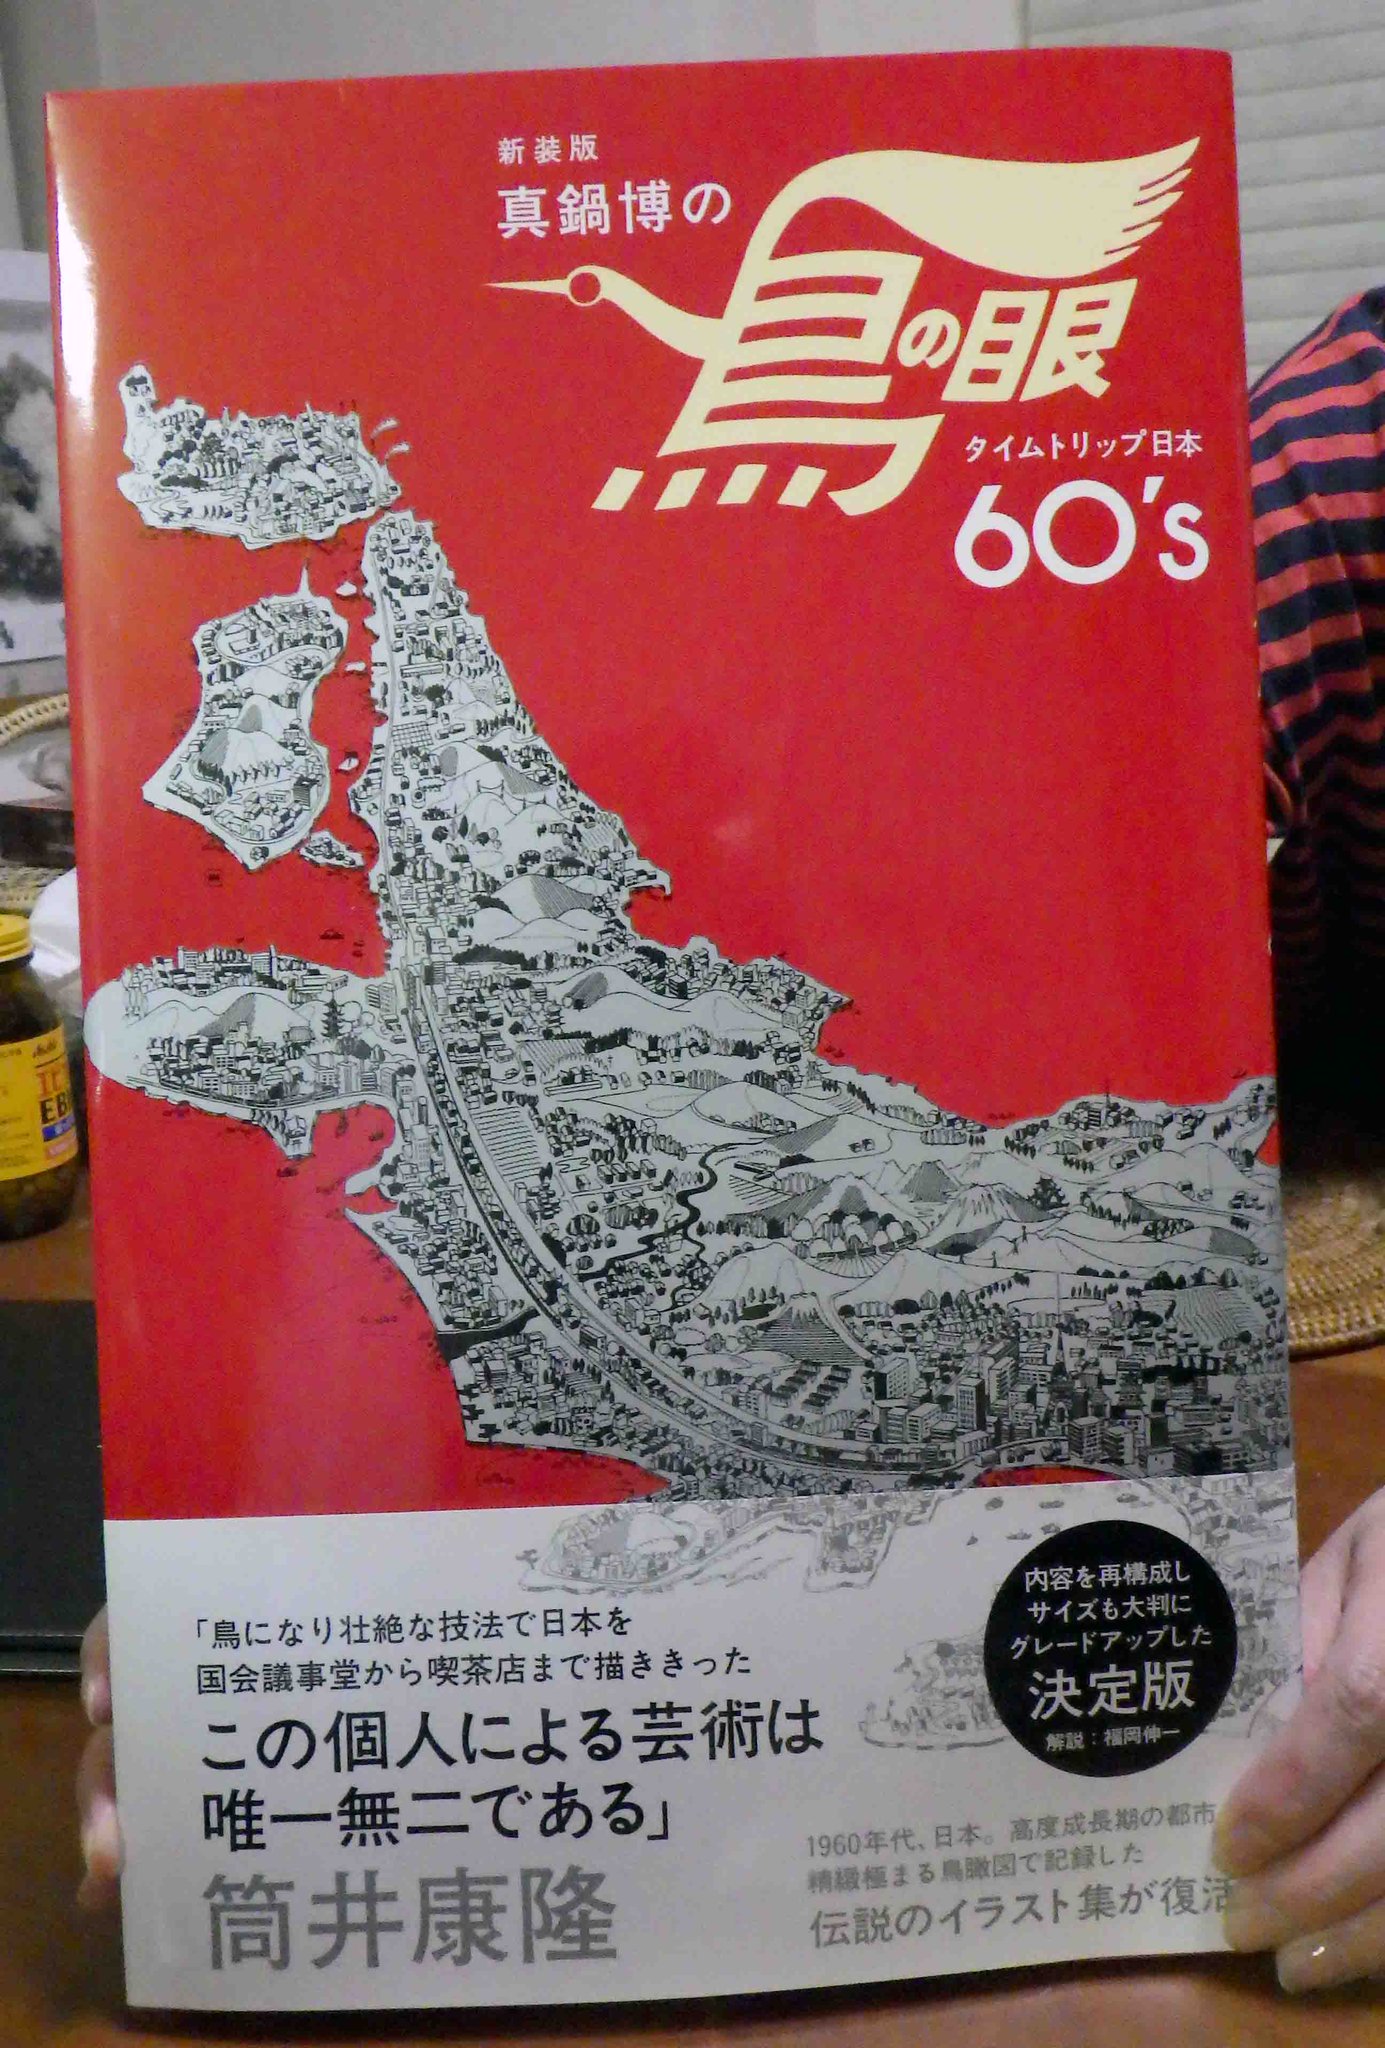 新装版
真鍋博の
鳥の眼
タイムトリップ日本
60's
内容を再構成し
サイズも大判に
グレードアップした
決定版
解説：福岡伸一
「鳥になり壮絶な技法で日本を
国会議事堂から喫茶店まで描ききった
この個人による芸術は
唯一無二である」
筒井康隆
1960年代、日本。高度成長期の都市
精緻極まる鳥瞰図で記録した
伝説のイラスト集が復活